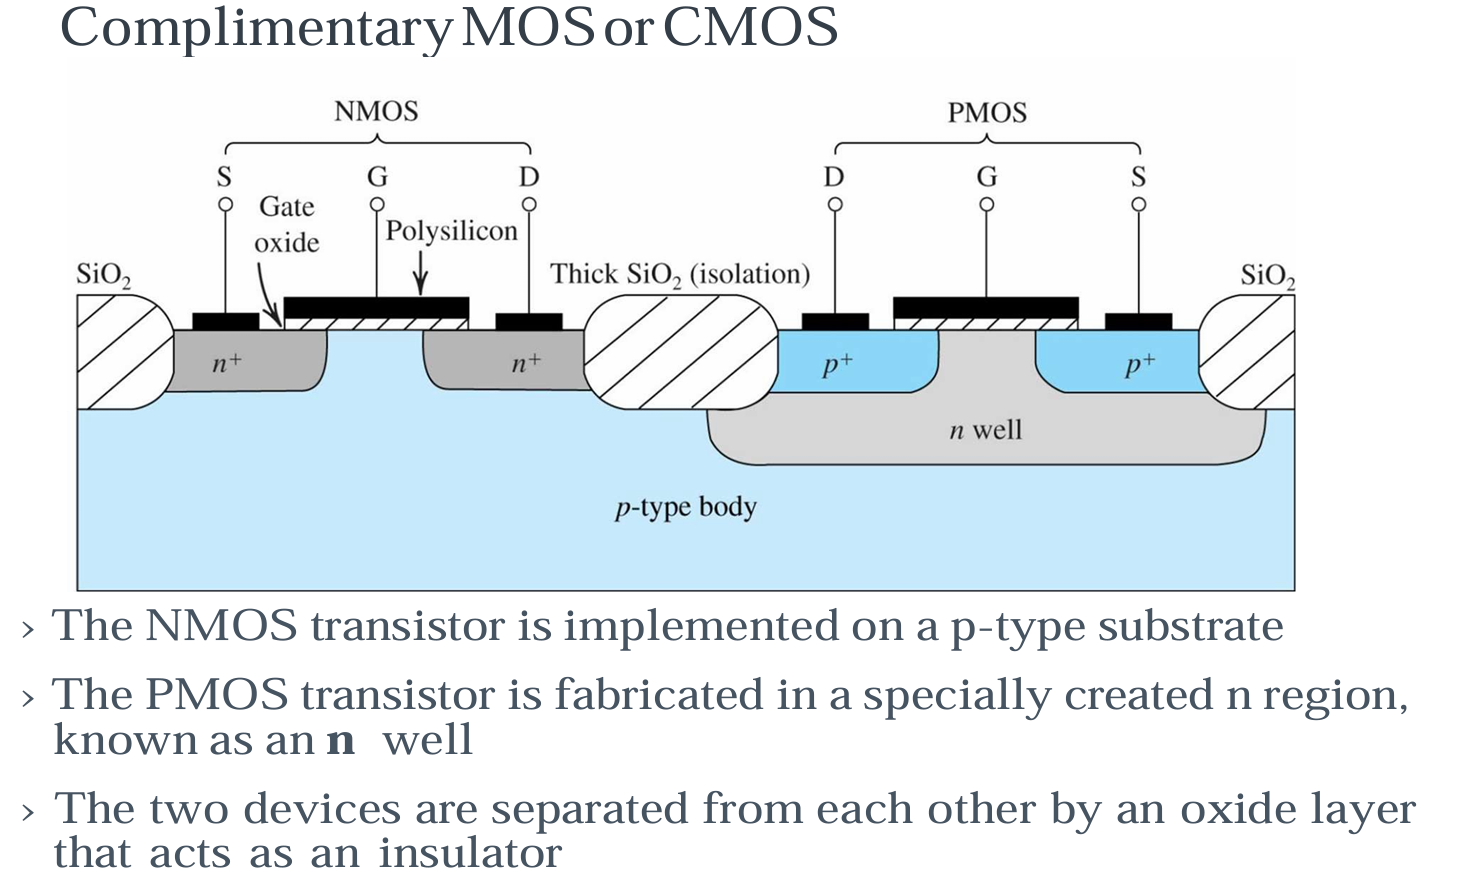 Complimentary MOS or CMOS
NMOS PMOS
S G D D G S
Gate
oxide
Polysilicon
SiO₂ Thick SiO₂ (isolation) SiO₂
n⁺ n⁺ p⁺ p⁺
n well
p-type body
› The NMOS transistor is implemented on a p-type substrate
› The PMOS transistor is fabricated in a specially created n region,
known as an n well
› The two devices are separated from each other by an oxide layer
that acts as an insulator